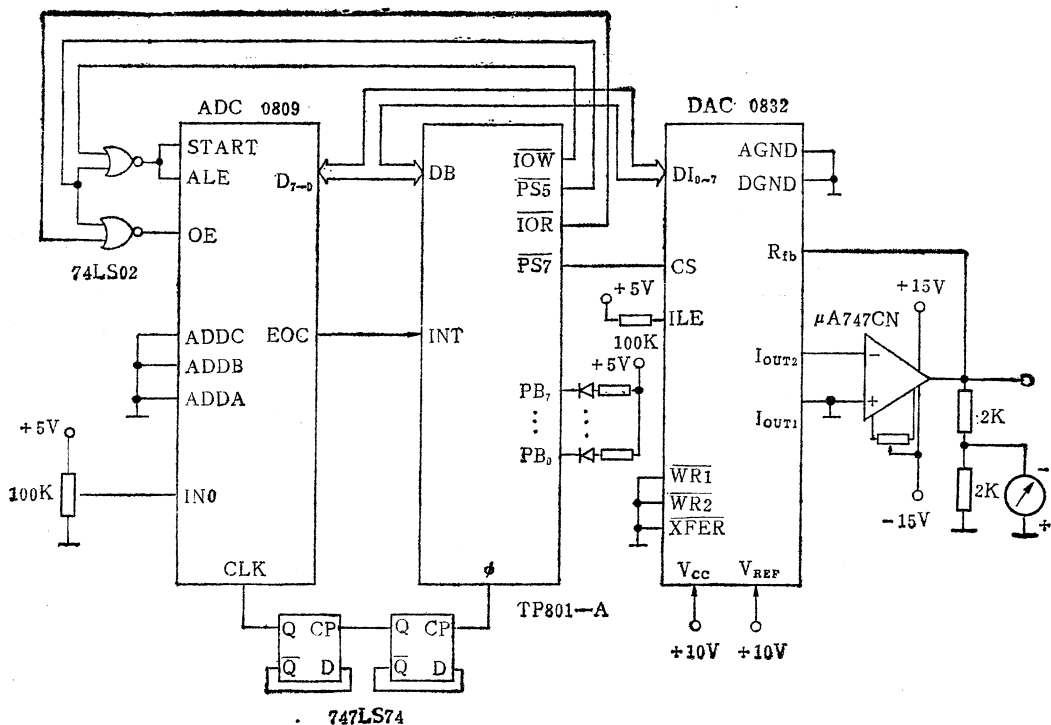 ADC 0809
DAC 0832
START
ALE
D7–0
OE
74LS02
ADDC
ADDB
ADDA
EOC
+5V
100K
IN0
CLK
DB
IOW
PS5
IOR
PS7
INT
PB7
PB0
ϕ
TP801—A
+5V
100K
+5V
DI0~7
CS
ILE
WR1
WR2
XFER
VCC
VREF
+10V
+10V
AGND
DGND
Rfb
IOUT2
IOUT1
+15V
μA747CN
−
+
−15V
2K
2K
−
+
Q CP
Q D
Q CP
Q D
747LS74